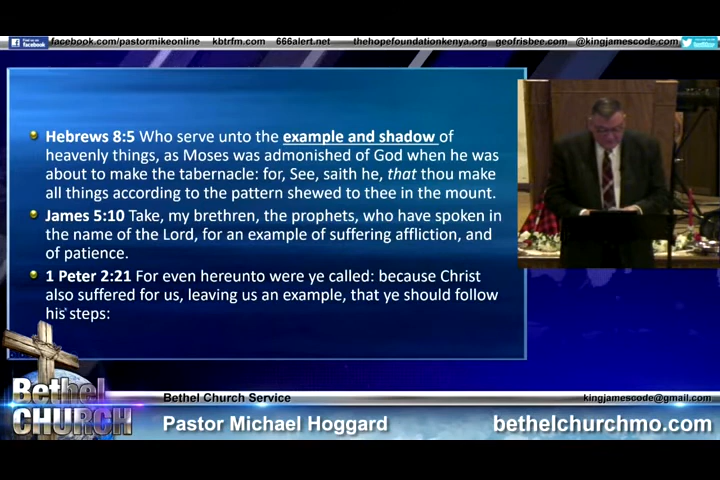 Find us on facebook facebook.com/pastormikeonline kbtrfm.com 666alert.net thehopefoundationkenya.org geofrisbee.com @kingjamescode.com twitter
Hebrews 8:5 Who serve unto the example and shadow of
heavenly things, as Moses was admonished of God when he was
about to make the tabernacle: for, See, saith he, that thou make
all things according to the pattern shewed to thee in the mount.
James 5:10 Take, my brethren, the prophets, who have spoken in
the name of the Lord, for an example of suffering affliction, and
of patience.
1 Peter 2:21 For even hereunto were ye called: because Christ
also suffered for us, leaving us an example, that ye should follow
his steps:
Bethel
CHURCH
Bethel Church Service
kingjamescode@gmail.com
Pastor Michael Hoggard
bethelchurchmo.com